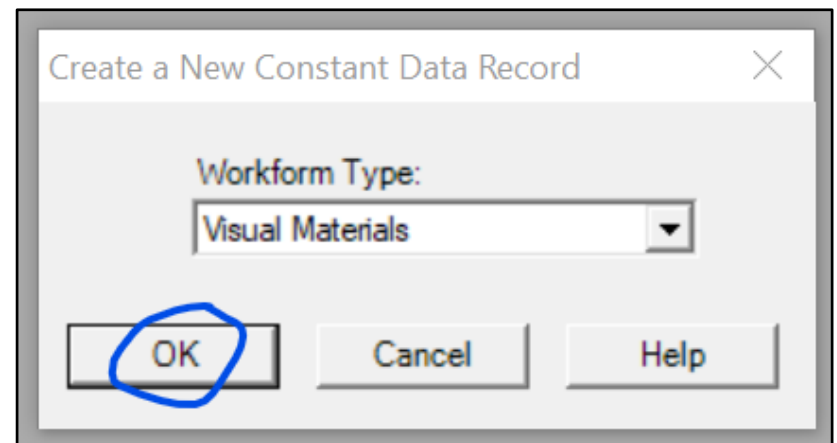 Create a New Constant Data Record
Workform Type:
Visual Materials
OK Cancel Help